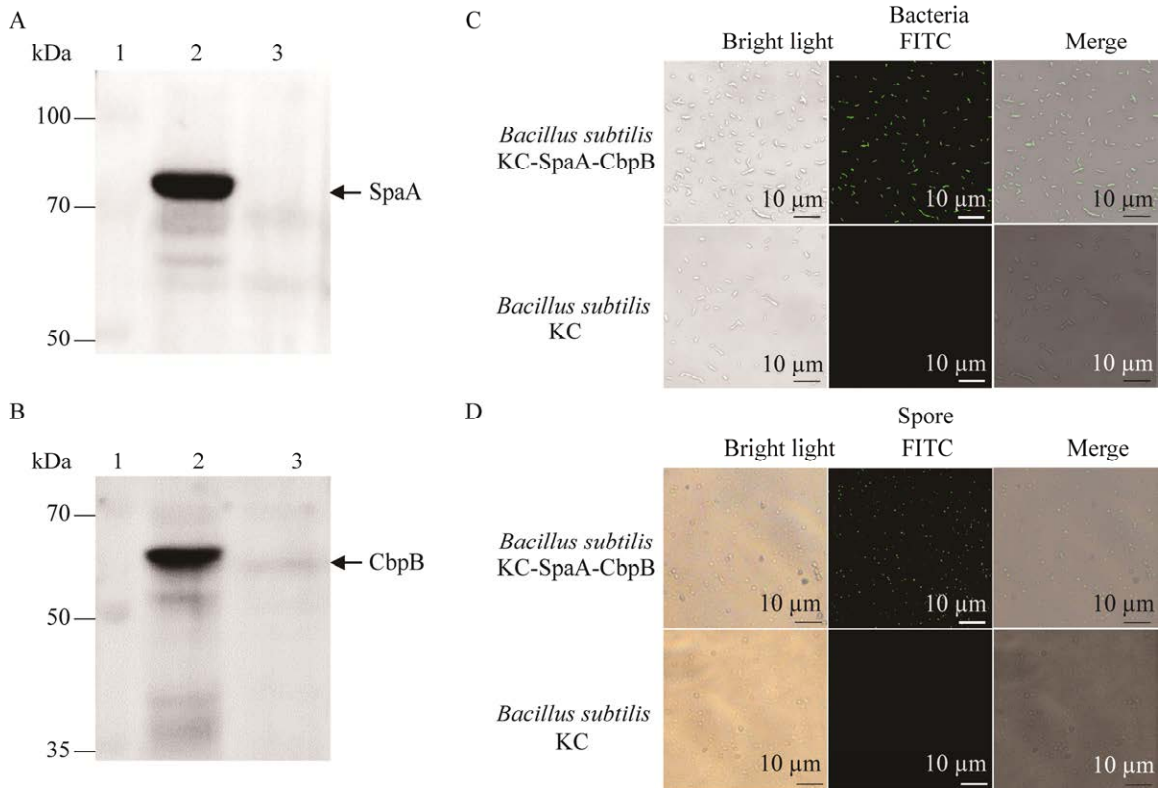 A
kDa 1 2 3
100
70
50
SpaA
B
kDa 1 2 3
70
50
35
CbpB
C
Bacteria
Bright light FITC Merge
Bacillus subtilis
KC-SpaA-CbpB
10 µm 10 µm 10 µm
Bacillus subtilis
KC
10 µm 10 µm 10 µm
D
Spore
Bright light FITC Merge
Bacillus subtilis
KC-SpaA-CbpB
10 µm 10 µm 10 µm
Bacillus subtilis
KC
10 µm 10 µm 10 µm